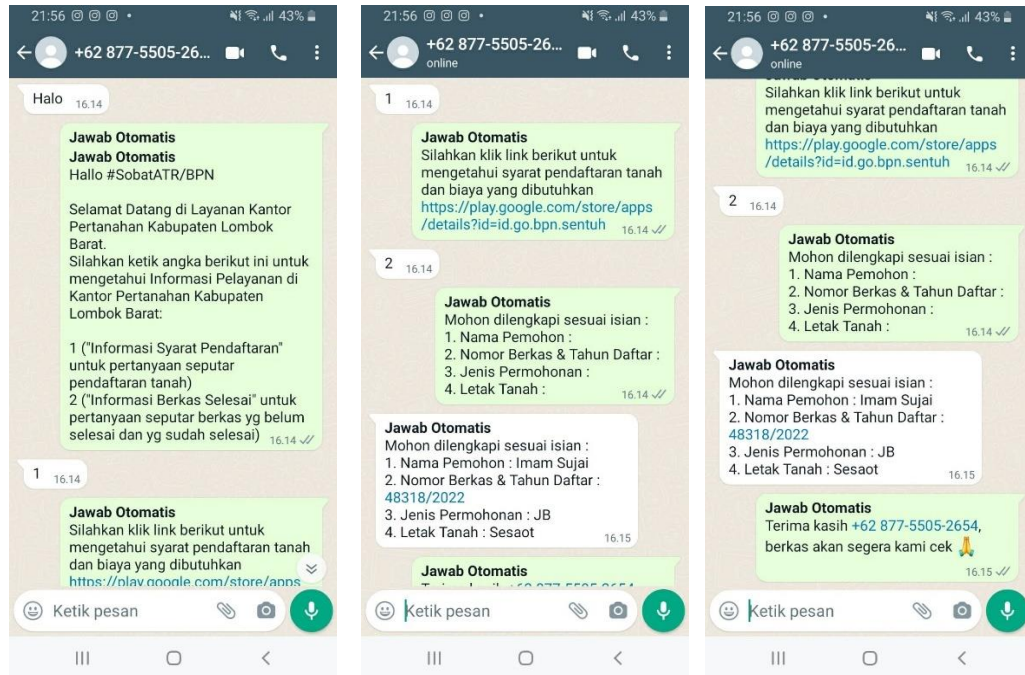 21:56 43%
+62 877-5505-26...
Halo 16.14
Jawab Otomatis
Jawab Otomatis
Hallo #SobatATR/BPN
Selamat Datang di Layanan Kantor
Pertanahan Kabupaten Lombok
Barat.
Silahkan ketik angka berikut ini untuk
mengetahui Informasi Pelayanan di
Kantor Pertanahan Kabupaten
Lombok Barat:
1 ("Informasi Syarat Pendaftaran"
untuk pertanyaan seputar
pendaftaran tanah)
2 ("Informasi Berkas Selesai" untuk
pertanyaan seputar berkas yg belum
selesai dan yg sudah selesai) 16.14
1 16.14
Jawab Otomatis
Silahkan klik link berikut untuk
mengetahui syarat pendaftaran tanah
dan biaya yang dibutuhkan
https://play.google.com/store/apps
Ketik pesan
21:56 43%
+62 877-5505-26...
online
1 16.14
Jawab Otomatis
Silahkan klik link berikut untuk
mengetahui syarat pendaftaran tanah
dan biaya yang dibutuhkan
https://play.google.com/store/apps
/details?id=id.go.bpn.sentuh 16.14
2 16.14
Jawab Otomatis
Mohon dilengkapi sesuai isian :
1. Nama Pemohon :
2. Nomor Berkas & Tahun Daftar :
3. Jenis Permohonan :
4. Letak Tanah : 16.14
Jawab Otomatis
Mohon dilengkapi sesuai isian :
1. Nama Pemohon : Imam Sujai
2. Nomor Berkas & Tahun Daftar :
48318/2022
3. Jenis Permohonan : JB
4. Letak Tanah : Sesaot 16.15
Jawab Otomatis
Ketik pesan
21:56 43%
+62 877-5505-26...
online
Silahkan klik link berikut untuk
mengetahui syarat pendaftaran tanah
dan biaya yang dibutuhkan
https://play.google.com/store/apps
/details?id=id.go.bpn.sentuh 16.14
2 16.14
Jawab Otomatis
Mohon dilengkapi sesuai isian :
1. Nama Pemohon :
2. Nomor Berkas & Tahun Daftar :
3. Jenis Permohonan :
4. Letak Tanah : 16.14
Jawab Otomatis
Mohon dilengkapi sesuai isian :
1. Nama Pemohon : Imam Sujai
2. Nomor Berkas & Tahun Daftar :
48318/2022
3. Jenis Permohonan : JB
4. Letak Tanah : Sesaot 16.15
Jawab Otomatis
Terima kasih +62 877-5505-2654,
berkas akan segera kami cek 🙏
16.15
Ketik pesan